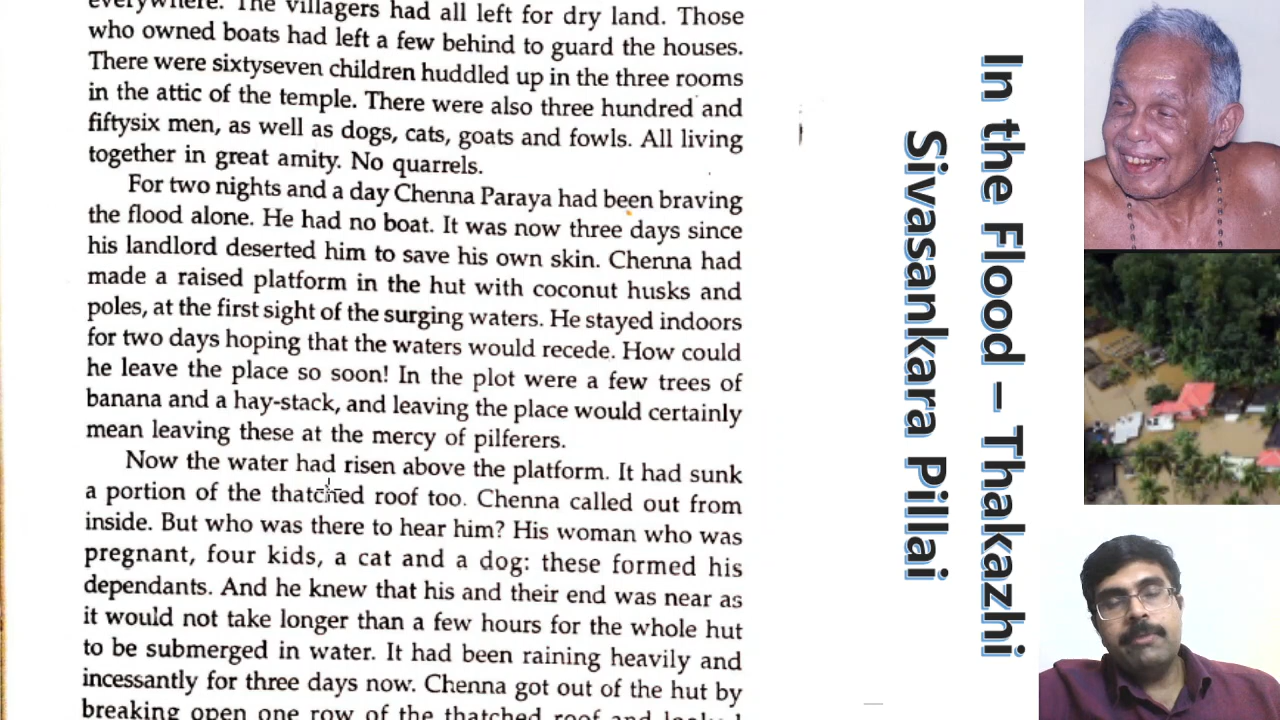 everywhere. The villagers had all left for dry land. Those
who owned boats had left a few behind to guard the houses.
There were sixtyseven children huddled up in the three rooms
in the attic of the temple. There were also three hundred and
fiftysix men, as well as dogs, cats, goats and fowls. All living
together in great amity. No quarrels.
For two nights and a day Chenna Paraya had been braving
the flood alone. He had no boat. It was now three days since
his landlord deserted him to save his own skin. Chenna had
made a raised platform in the hut with coconut husks and
poles, at the first sight of the surging waters. He stayed indoors
for two days hoping that the waters would recede. How could
he leave the place so soon! In the plot were a few trees of
banana and a hay-stack, and leaving the place would certainly
mean leaving these at the mercy of pilferers.
Now the water had risen above the platform. It had sunk
a portion of the thatched roof too. Chenna called out from
inside. But who was there to hear him? His woman who was
pregnant, four kids, a cat and a dog: these formed his
dependants. And he knew that his and their end was near as
it would not take longer than a few hours for the whole hut
to be submerged in water. It had been raining heavily and
incessantly for three days now. Chenna got out of the hut by
breaking open one row of the thatched roof and looked
In the Flood – Thakazhi
Sivasankara Pillai